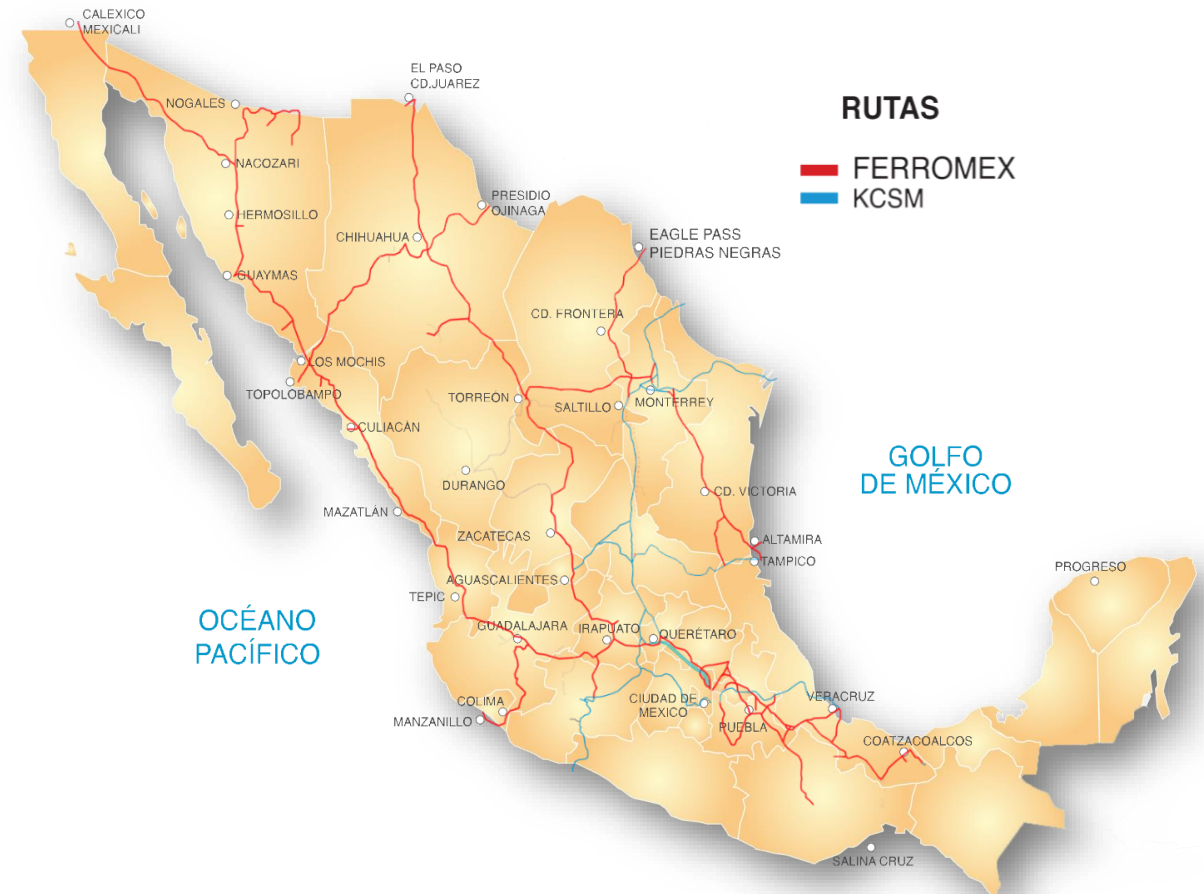 CALEXICO
MEXICALI
EL PASO
CD.JUAREZ
NOGALES
RUTAS
FERROMEX
KCSM
NACOZARI
PRESIDIO
OJINAGA
HERMOSILLO
CHIHUAHUA
EAGLE PASS
PIEDRAS NEGRAS
GUAYMAS
CD. FRONTERA
LOS MOCHIS
TOPOLOBAMPO
TORREÓN
SALTILLO
MONTERREY
CULIACÁN
GOLFO
DE MÉXICO
DURANGO
CD. VICTORIA
MAZATLÁN
ZACATECAS
ALTAMIRA
TAMPICO
PROGRESO
AGUASCALIENTES
TEPIC
OCÉANO
PACÍFICO
GUADALAJARA
IRAPUATO
QUERÉTARO
COLIMA
MANZANILLO
CIUDAD DE
MEXICO
PUEBLA
VERACRUZ
COATZACOALCOS
SALINA CRUZ